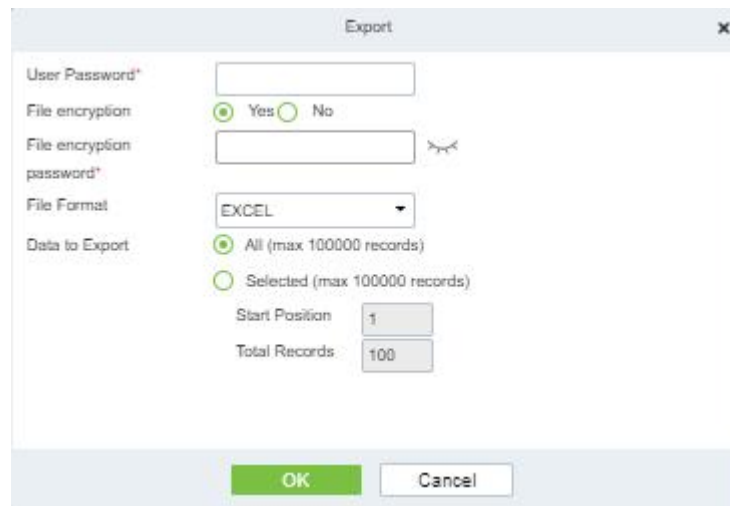 Export
User Password*
File encryption Yes No
File encryption
password*
File Format EXCEL
Data to Export All (max 100000 records)
Selected (max 100000 records)
Start Position 1
Total Records 100
OK Cancel